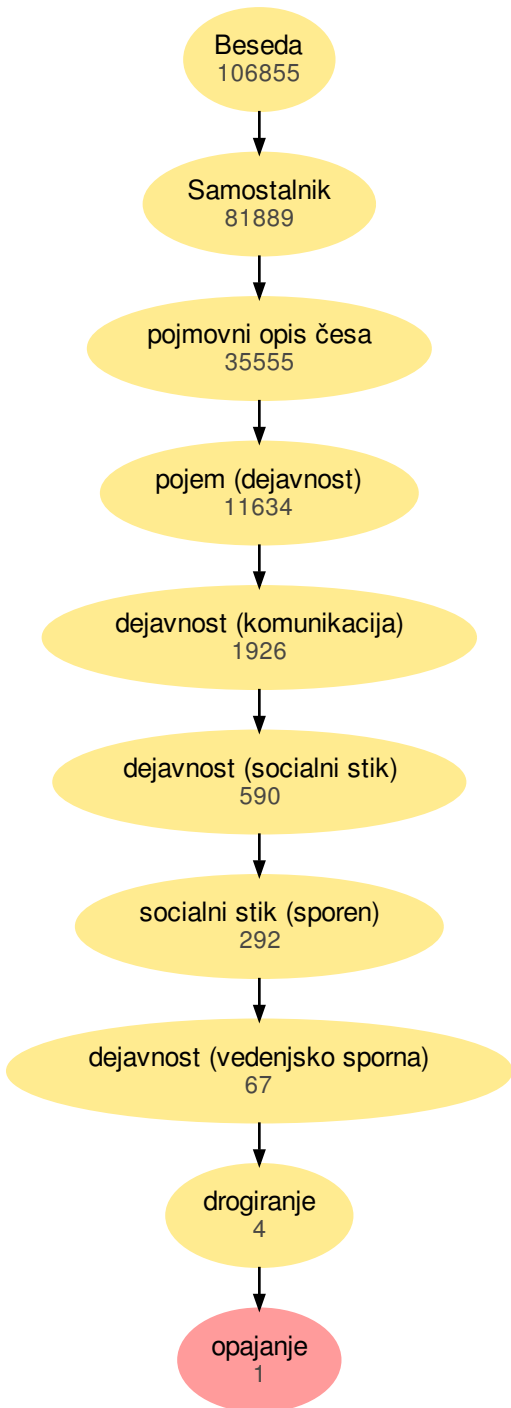 Beseda
106855
Samostalnik
81889
pojmovni opis česa
35555
pojem (dejavnost)
11634
dejavnost (komunikacija)
1926
dejavnost (socialni stik)
590
socialni stik (sporen)
292
dejavnost (vedenjsko sporna)
67
drogiranje
4
opajanje
1